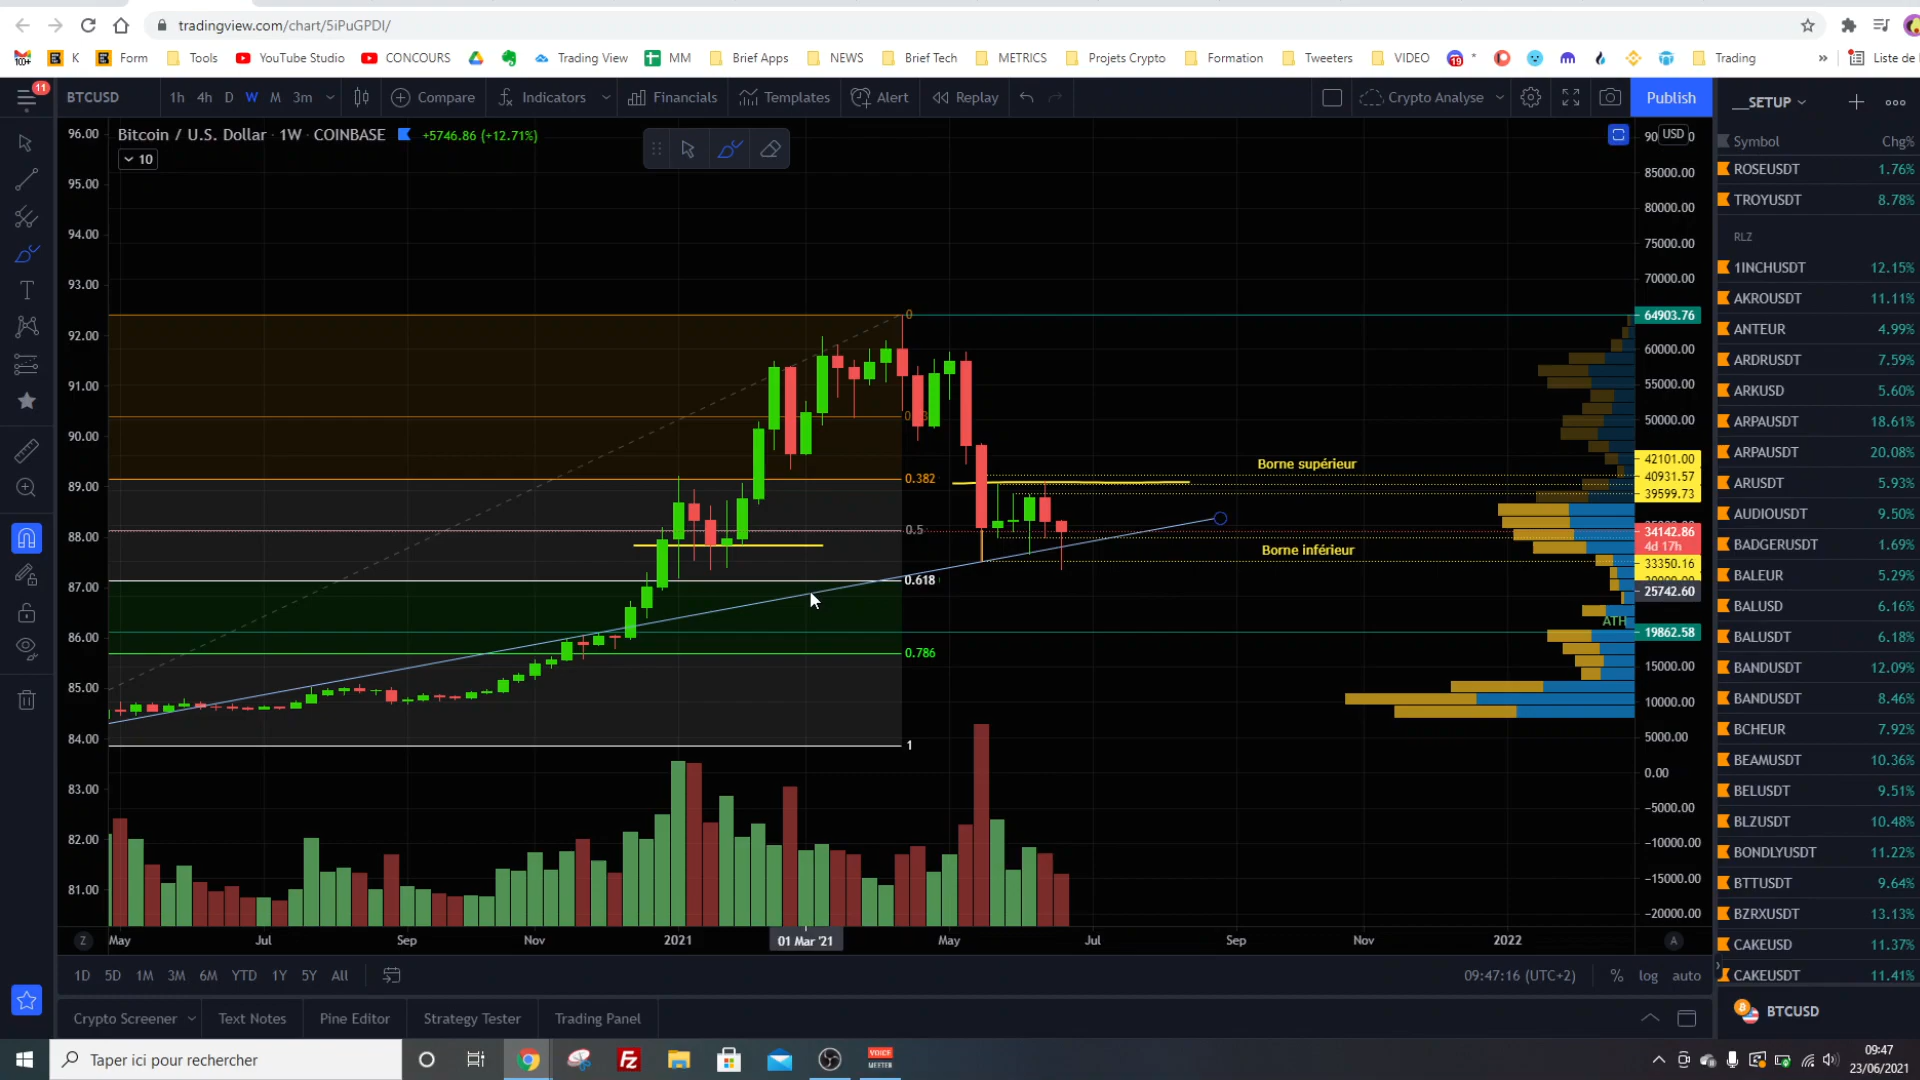 tradingview.com/chart/5iPuGPDl/
K Form Tools YouTube Studio CONCOURS Trading View MM Brief Apps NEWS Brief Tech METRICS Projets Crypto Formation Tweeters VIDEO Trading » Liste de
11
BTCUSD 1h 4h D W M 3m Compare Indicators Financials Templates Alert Replay Crypto Analyse Publish
__SETUP
Bitcoin / U.S. Dollar · 1W · COINBASE +5746.86 (+12.71%)
10
USD
96.00
95.00
94.00
93.00
92.00
91.00
90.00
89.00
88.00
87.00
86.00
85.00
84.00
83.00
82.00
81.00
0
0.382
0.5
0.618
0.786
1
Borne supérieur
Borne inférieur
ATH
85000.00
80000.00
75000.00
70000.00
64903.76
60000.00
55000.00
50000.00
42101.00
40931.57
39599.73
34142.86
4d 17h
33350.16
25742.60
19862.58
15000.00
10000.00
5000.00
0.00
−5000.00
−10000.00
−15000.00
−20000.00
Z May Jul Sep Nov 2021 01 Mar '21 May Jul Sep Nov 2022 A
1D 5D 1M 3M 6M YTD 1Y 5Y All 09:47:16 (UTC+2) % log auto
Crypto Screener Text Notes Pine Editor Strategy Tester Trading Panel
Symbol Chg%
ROSEUSDT 1.76%
TROYUSDT 8.78%
RLZ
1INCHUSDT 12.15%
AKROUSDT 11.11%
ANTEUR 4.99%
ARDRUSDT 7.59%
ARKUSD 5.60%
ARPAUSDT 18.61%
ARPAUSDT 20.08%
ARUSDT 5.93%
AUDIOUSDT 9.50%
BADGERUSDT 1.69%
BALEUR 5.29%
BALUSD 6.16%
BALUSDT 6.18%
BANDUSDT 12.09%
BANDUSDT 8.46%
BCHEUR 7.92%
BEAMUSDT 10.36%
BELUSDT 9.51%
BLZUSDT 10.48%
BONDLYUSDT 11.22%
BTTUSDT 9.64%
BZRXUSDT 13.13%
CAKEUSD 11.37%
CAKEUSDT 11.41%
BTCUSD
Taper ici pour rechercher
VOICE
MEETER
09:47
23/06/2021